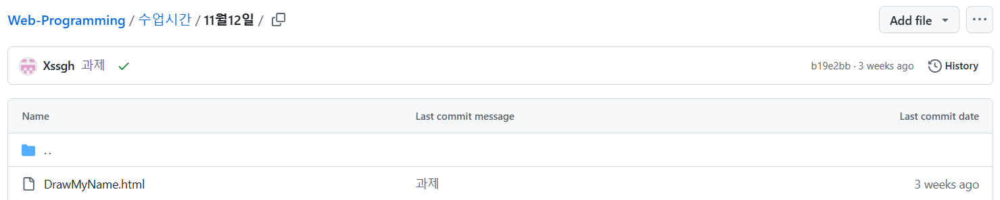 Web-Programming / 수업시간 / 11월12일 / Add file
Xssgh 과제 b19e2bb · 3 weeks ago History
Name Last commit message Last commit date
..
DrawMyName.html 과제 3 weeks ago